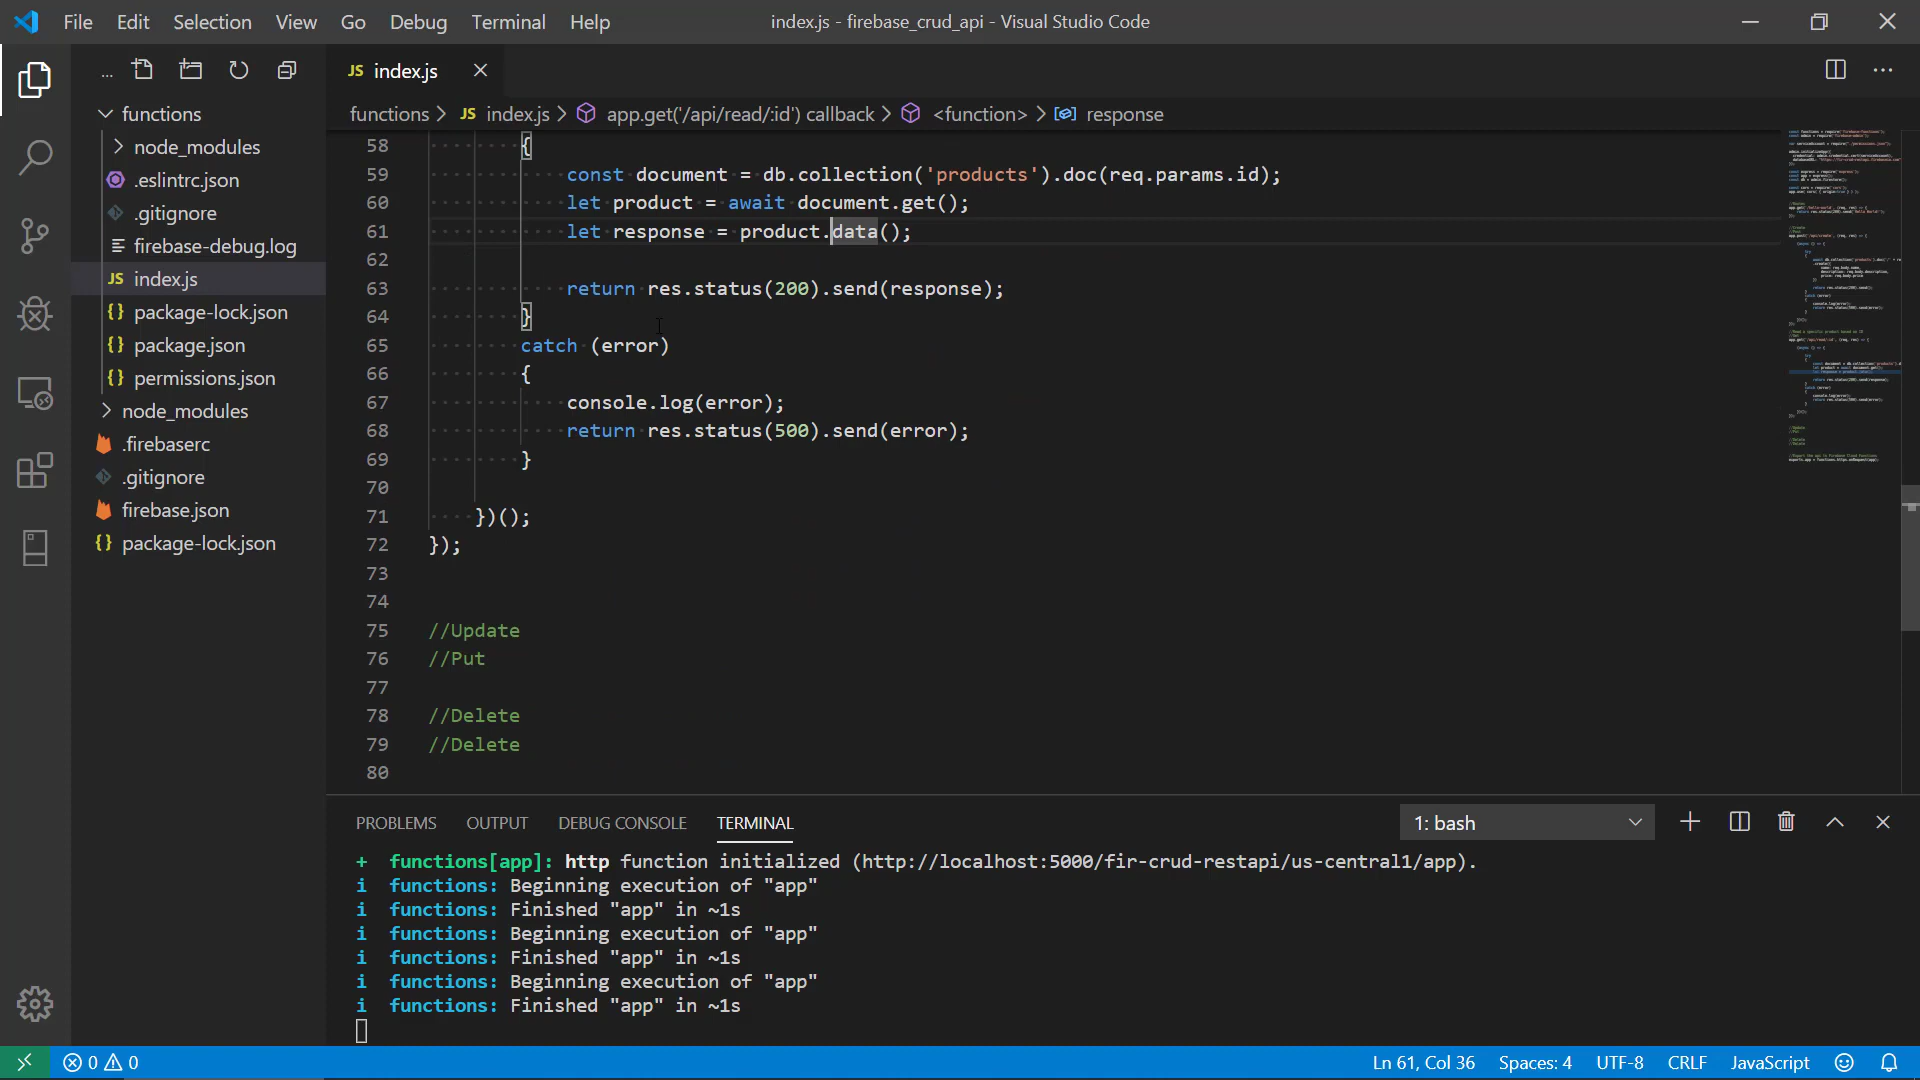 File Edit Selection View Go Debug Terminal Help
index.js - firebase_crud_api - Visual Studio Code
...
JS index.js
functions
functions > JS index.js > app.get('/api/read/:id') callback > <function> > response
node_modules
.eslintrc.json
.gitignore
firebase-debug.log
JS index.js
{} package-lock.json
{} package.json
{} permissions.json
node_modules
.firebaserc
.gitignore
firebase.json
{} package-lock.json
58 {
59 const document = db.collection('products').doc(req.params.id);
60 let product = await document.get();
61 let response = product.data();
62
63 return res.status(200).send(response);
64 }
65 catch (error)
66 {
67 console.log(error);
68 return res.status(500).send(error);
69 }
70
71 })();
72 });
73
74
75 //Update
76 //Put
77
78 //Delete
79 //Delete
80
PROBLEMS OUTPUT DEBUG CONSOLE TERMINAL
1: bash
+ functions[app]: http function initialized (http://localhost:5000/fir-crud-restapi/us-central1/app).
i functions: Beginning execution of "app"
i functions: Finished "app" in ~1s
i functions: Beginning execution of "app"
i functions: Finished "app" in ~1s
i functions: Beginning execution of "app"
i functions: Finished "app" in ~1s
0 0
Ln 61, Col 36 Spaces: 4 UTF-8 CRLF JavaScript